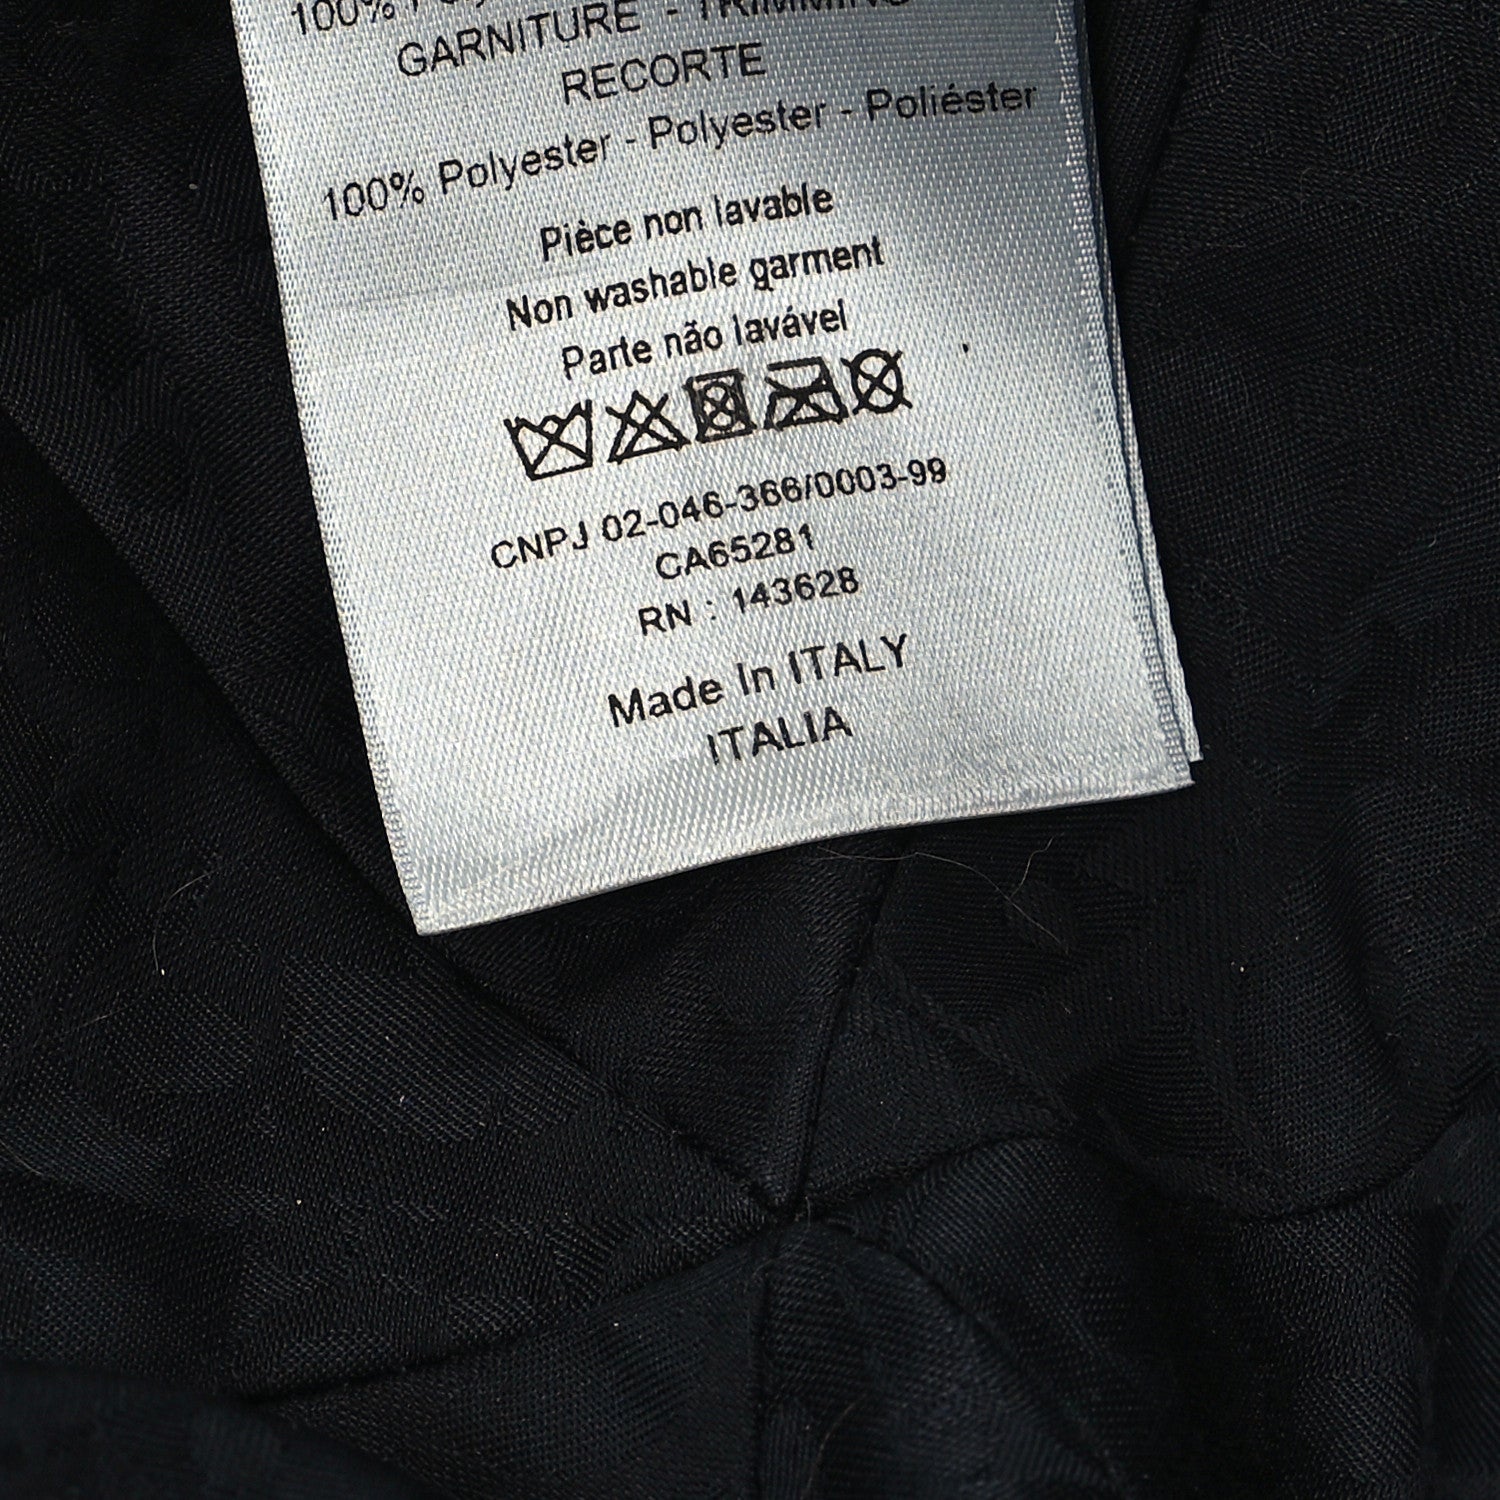 100%
GARNITURE - TRIMMING
RECORTE
100% Polyester - Polyester - Poliéster
Pièce non lavable
Non washable garment
Parte não lavável
CNPJ 02-046-366/0003-99
CA65281
RN : 143628
Made In ITALY
ITALIA